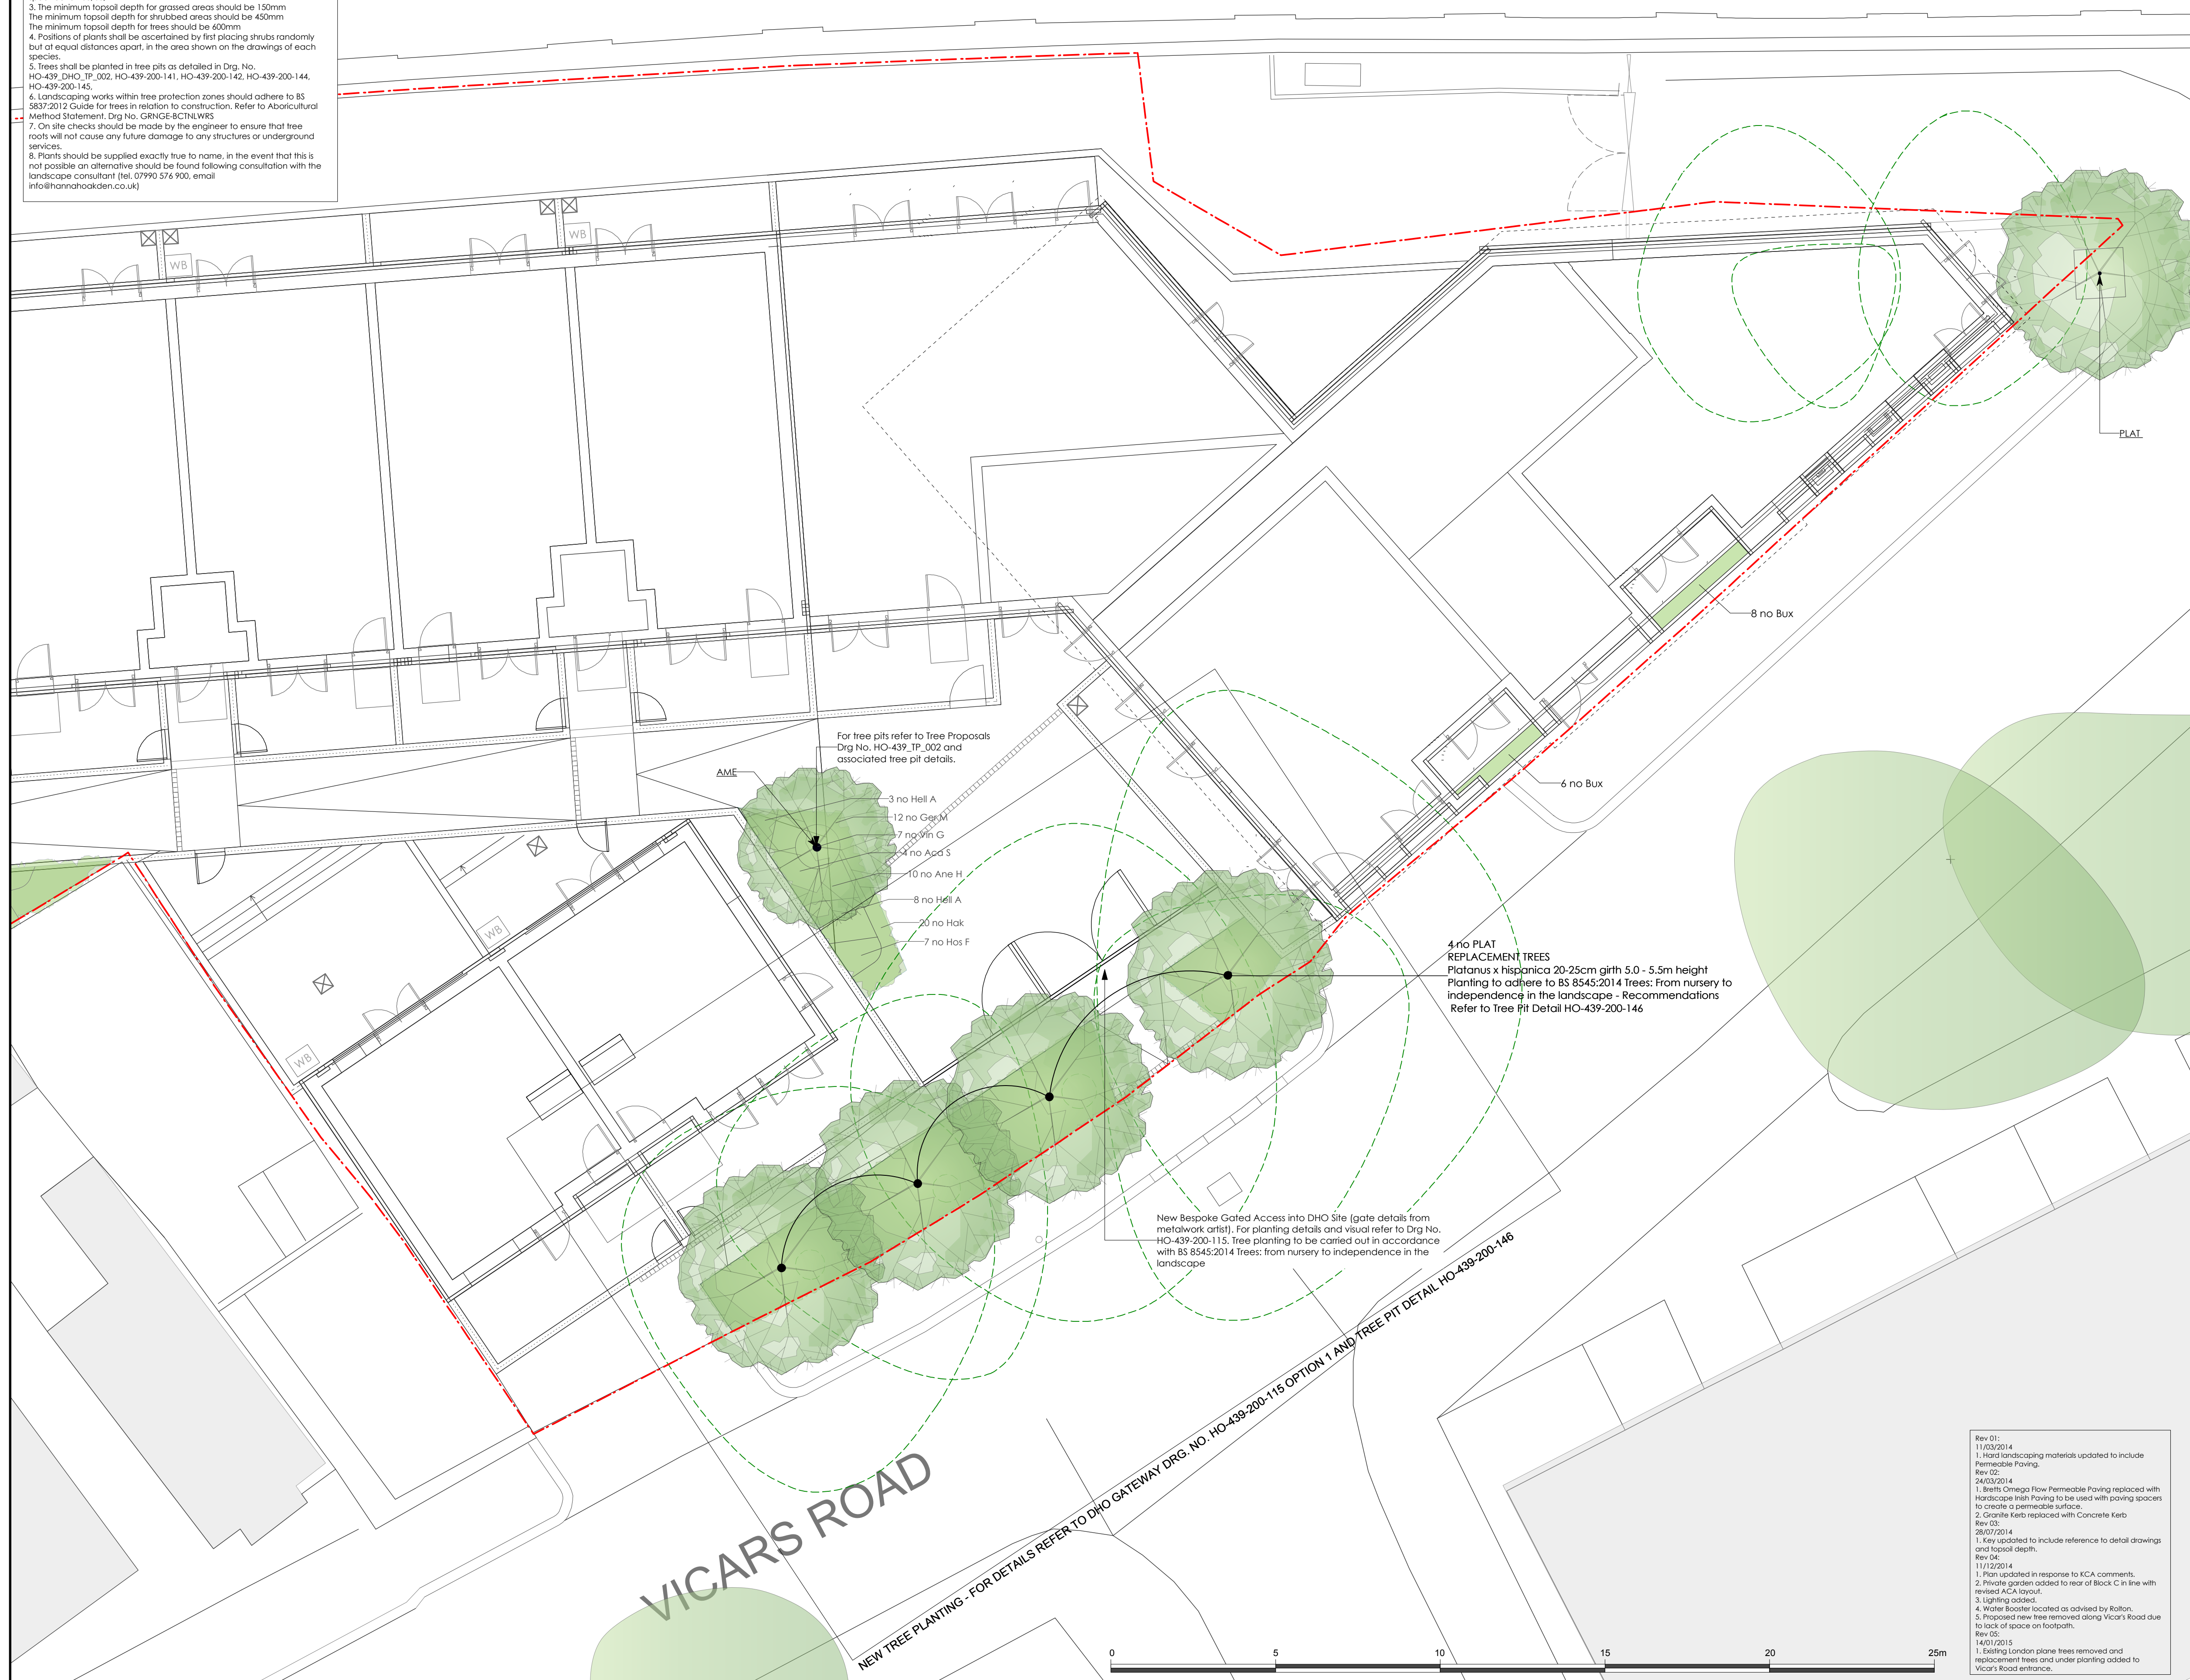 3. The minimum topsoil depth for grassed areas should be 150mm
The minimum topsoil depth for shrubbed areas should be 450mm
The minimum topsoil depth for trees should be 600mm
4. Positions of plants shall be ascertained by first placing shrubs randomly
but at equal distances apart, in the area shown on the drawings of each
species.
5. Trees shall be planted in tree pits as detailed in Drg. No.
HO-439_DHO_TP_002, HO-439-200-141, HO-439-200-142, HO-439-200-144,
HO-439-200-145,
6. Landscaping works within tree protection zones should adhere to BS
5837:2012 Guide for trees in relation to construction. Refer to Aboricultural
Method Statement. Drg No. GRNGE-BCTNLWRS
7. On site checks should be made by the engineer to ensure that tree
roots will not cause any future damage to any structures or underground
services.
8. Plants should be supplied exactly true to name, in the event that this is
not possible an alternative should be found following consultation with the
landscape consultant (tel. 07990 576 900, email
info@hannahoakden.co.uk)
WB
WB
PLAT
8 no Bux
6 no Bux
For tree pits refer to Tree Proposals
Drg No. HO-439_TP_002 and
associated tree pit details.
AME
3 no Hell A
12 no Ger M
7 no Vin G
4 no Aca S
10 no Ane H
8 no Hell A
20 no Hak
7 no Hos F
WB
WB
4 no PLAT
REPLACEMENT TREES
Platanus x hispanica 20-25cm girth 5.0 - 5.5m height
Planting to adhere to BS 8545:2014 Trees: From nursery to
independence in the landscape - Recommendations
Refer to Tree Pit Detail HO-439-200-146
New Bespoke Gated Access into DHO Site (gate details from
metalwork artist). For planting details and visual refer to Drg No.
HO-439-200-115. Tree planting to be carried out in accordance
with BS 8545:2014 Trees: from nursery to independence in the
landscape
VICARS ROAD
NEW TREE PLANTING - FOR DETAILS REFER TO DHO GATEWAY DRG. NO. HO-439-200-115 OPTION 1 AND TREE PIT DETAIL HO-439-200-146
0 5 10 15 20 25m
Rev 01:
11/03/2014
1. Hard landscaping materials updated to include
Permeable Paving.
Rev 02:
24/03/2014
1. Bretts Omega Flow Permeable Paving replaced with
Hardscape Inish Paving to be used with paving spacers
to create a permeable surface.
2. Granite Kerb replaced with Concrete Kerb
Rev 03:
28/07/2014
1. Key updated to include reference to detail drawings
and topsoil depth.
Rev 04:
11/12/2014
1. Plan updated in response to KCA comments.
2. Private garden added to rear of Block C in line with
revised ACA layout.
3. Lighting added.
4. Water Booster located as advised by Rolton.
5. Proposed new tree removed along Vicar's Road due
to lack of space on footpath.
Rev 05:
14/01/2015
1. Existing London plane trees removed and
replacement trees and under planting added to
Vicar's Road entrance.